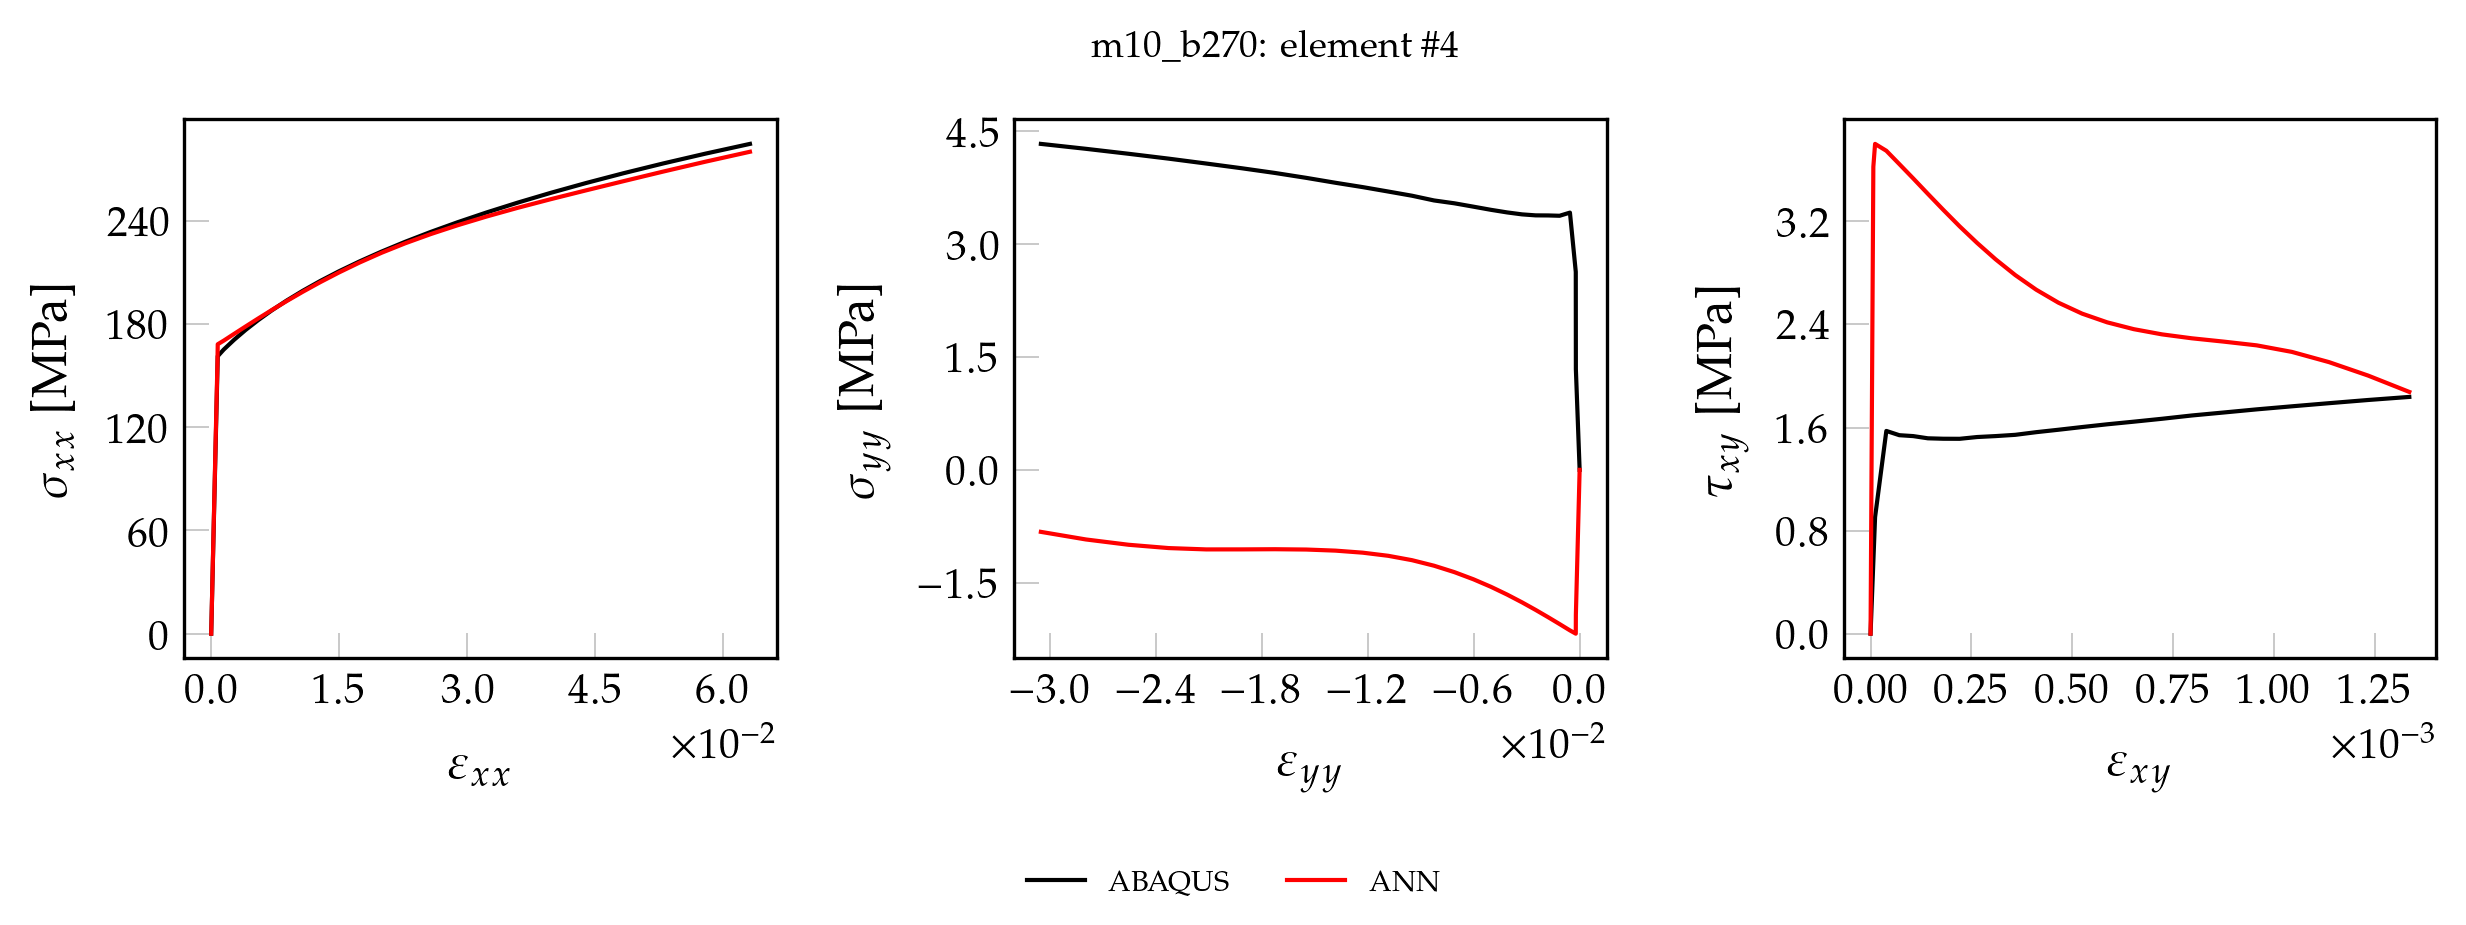 m10_b270: element #4
σxx [MPa]
240
180
120
60
0
0.0 1.5 3.0 4.5 6.0
×10−2
εxx
σyy [MPa]
4.5
3.0
1.5
0.0
−1.5
−3.0 −2.4 −1.8 −1.2 −0.6 0.0
×10−2
εyy
τxy [MPa]
3.2
2.4
1.6
0.8
0.0
0.00 0.25 0.50 0.75 1.00 1.25
×10−3
εxy
ABAQUS ANN